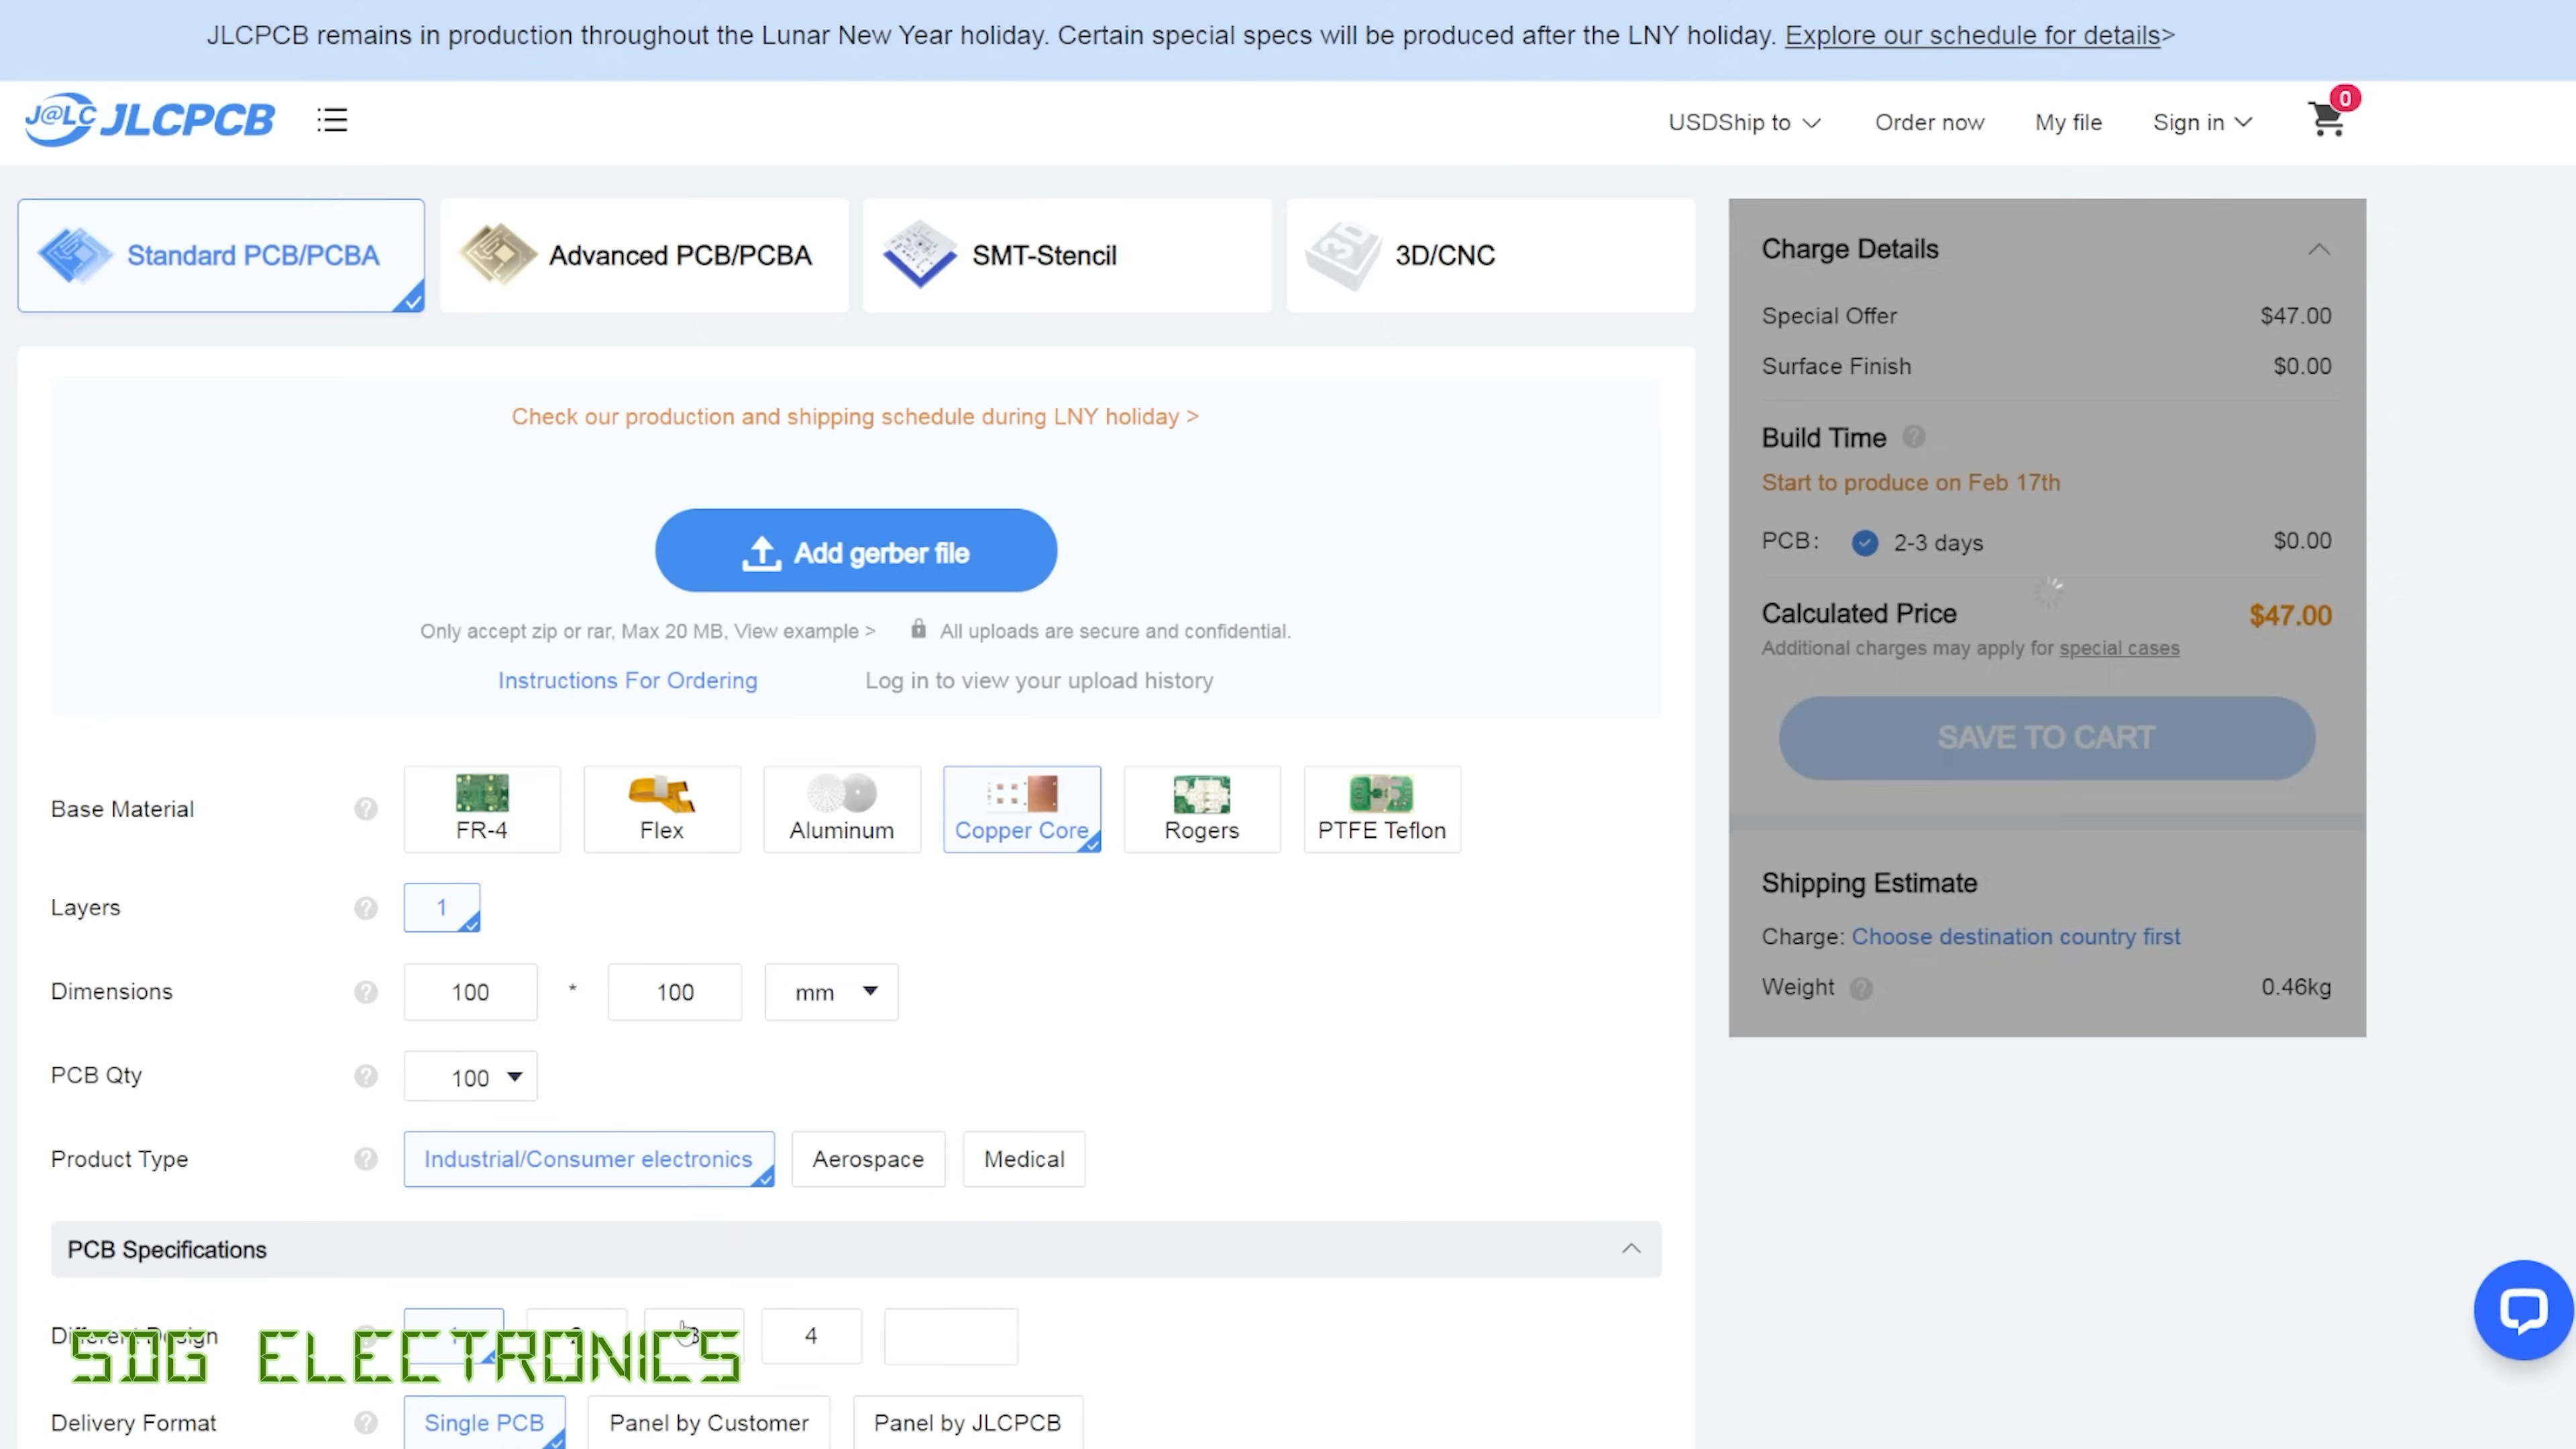 JLCPCB remains in production throughout the Lunar New Year holiday. Certain special specs will be produced after the LNY holiday. Explore our schedule for details>
J@LC JLCPCB
USDShip to
Order now
My file
Sign in
0
Standard PCB/PCBA
Advanced PCB/PCBA
SMT-Stencil
3D
3D/CNC
Check our production and shipping schedule during LNY holiday >
Add gerber file
Only accept zip or rar, Max 20 MB, View example >
All uploads are secure and confidential.
Instructions For Ordering
Log in to view your upload history
Base Material ?
FR-4
Flex
Aluminum
Copper Core
Rogers
PTFE Teflon
Layers ? 1
Dimensions ? 100 * 100 mm
PCB Qty ? 100
Product Type ? Industrial/Consumer electronics Aerospace Medical
PCB Specifications
Different Design 4
SDG ELECTRONICS
Delivery Format ? Single PCB Panel by Customer Panel by JLCPCB
Charge Details
Special Offer $47.00
Surface Finish $0.00
Build Time ?
Start to produce on Feb 17th
PCB: 2-3 days $0.00
Calculated Price $47.00
Additional charges may apply for special cases
SAVE TO CART
Shipping Estimate
Charge: Choose destination country first
Weight ? 0.46kg